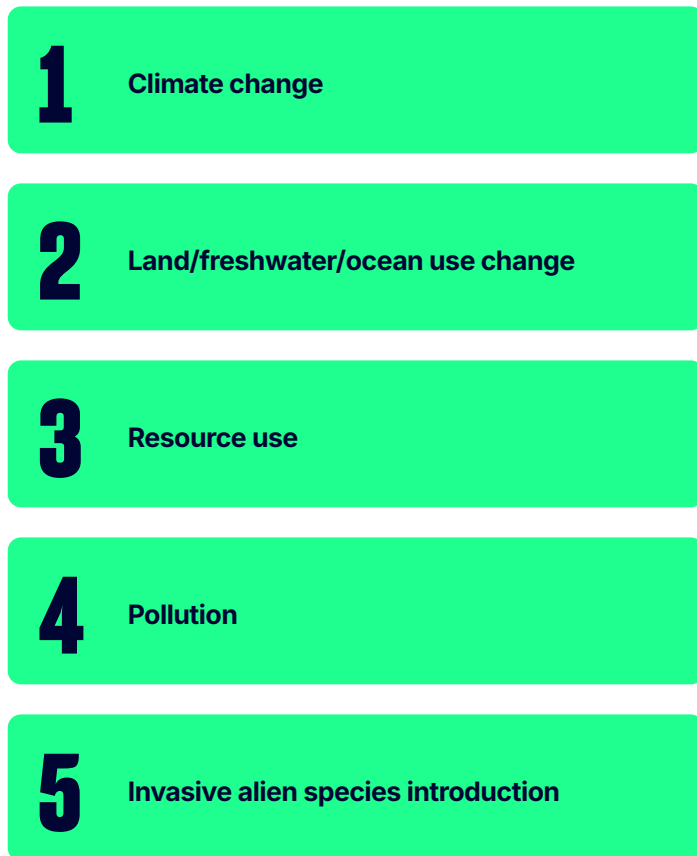 1
Climate change
2
Land/freshwater/ocean use change
3
Resource use
4
Pollution
5
Invasive alien species introduction